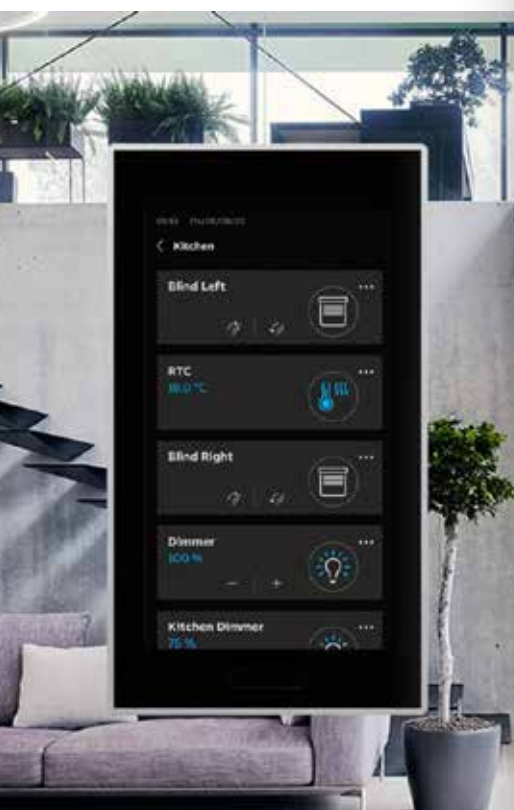 Kitchen
Blind Left
RTC
18.0 °C
Blind Right
Dimmer
100 %
− | +
Kitchen Dimmer
75 %